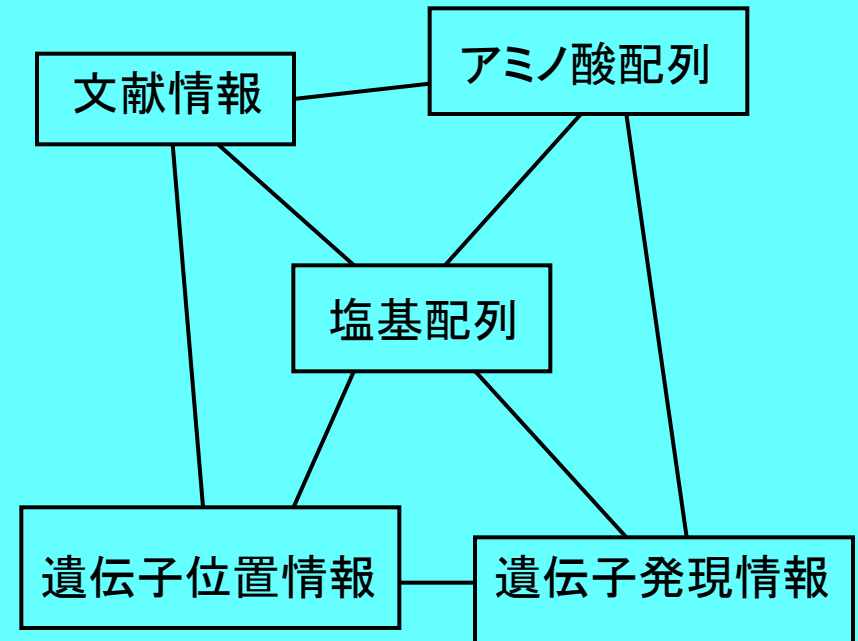 文献情報
アミノ酸配列
塩基配列
遺伝子位置情報
遺伝子発現情報